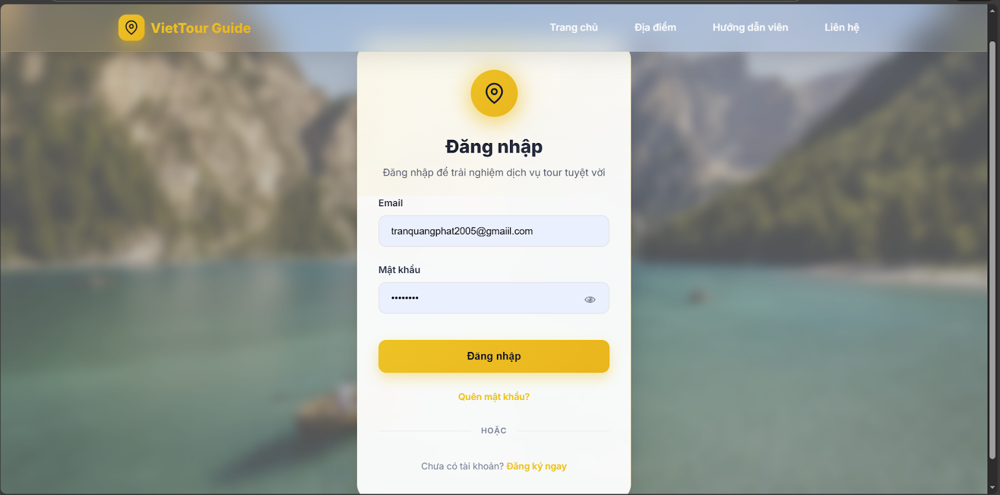 VietTour Guide
Trang chủ Địa điểm Hướng dẫn viên Liên hệ
Đăng nhập
Đăng nhập để trải nghiệm dịch vụ tour tuyệt vời
Email
tranquangphat2005@gmaiil.com
Mật khẩu
••••••••
Đăng nhập
Quên mật khẩu?
HOẶC
Chưa có tài khoản? Đăng ký ngay